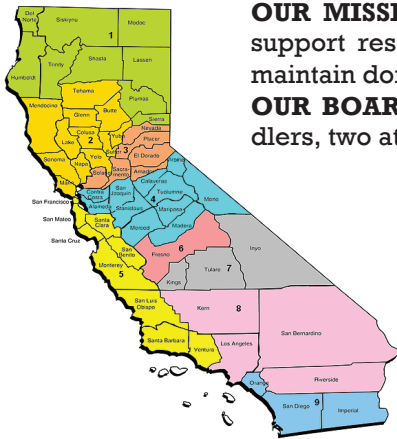 OUR MISSI
support res
maintain do
OUR BOAR
dlers, two at
Del Norte
Siskiyou
Modoc
1
Humboldt
Trinity
Shasta
Lassen
Tehama
Plumas
Mendocino
Glenn
Butte
Sierra
Colusa
Yuba
Nevada
Lake
2
Sutter
Placer
3
Sonoma
Napa
Yolo
El Dorado
Sacramento
Amador
Solano
Marin
Calaveras
San Francisco
Contra Costa
San Joaquin
Tuolumne
Mono
Alameda
4
San Mateo
Stanislaus
Mariposa
Santa Clara
Merced
Madera
Santa Cruz
San Benito
6
Inyo
Fresno
Monterey
7
5
Tulare
Kings
San Luis Obispo
Kern
8
San Bernardino
Santa Barbara
Ventura
Los Angeles
Orange
Riverside
San Diego
9
Imperial